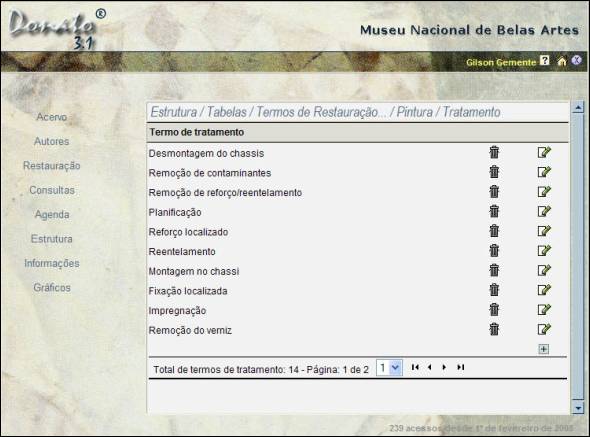 Donato ®
3.1
Museu Nacional de Belas Artes
Gilson Gemente ? X
Acervo
Autores
Restauração
Consultas
Agenda
Estrutura
Informações
Gráficos
Estrutura / Tabelas / Termos de Restauração... / Pintura / Tratamento
Termo de tratamento
Desmontagem do chassis
Remoção de contaminantes
Remoção de reforço/reentelamento
Planificação
Reforço localizado
Reentelamento
Montagem no chassi
Fixação localizada
Impregnação
Remoção do verniz
Total de termos de tratamento: 14 - Página: 1 de 2 1
239 acessos desde 1º de fevereiro de 2008